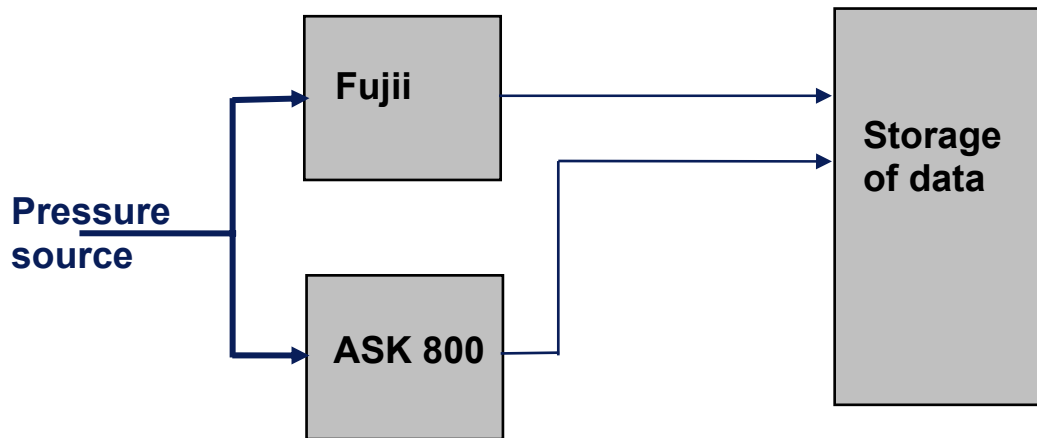 Fujii
Storage
of data
Pressure
source
ASK 800